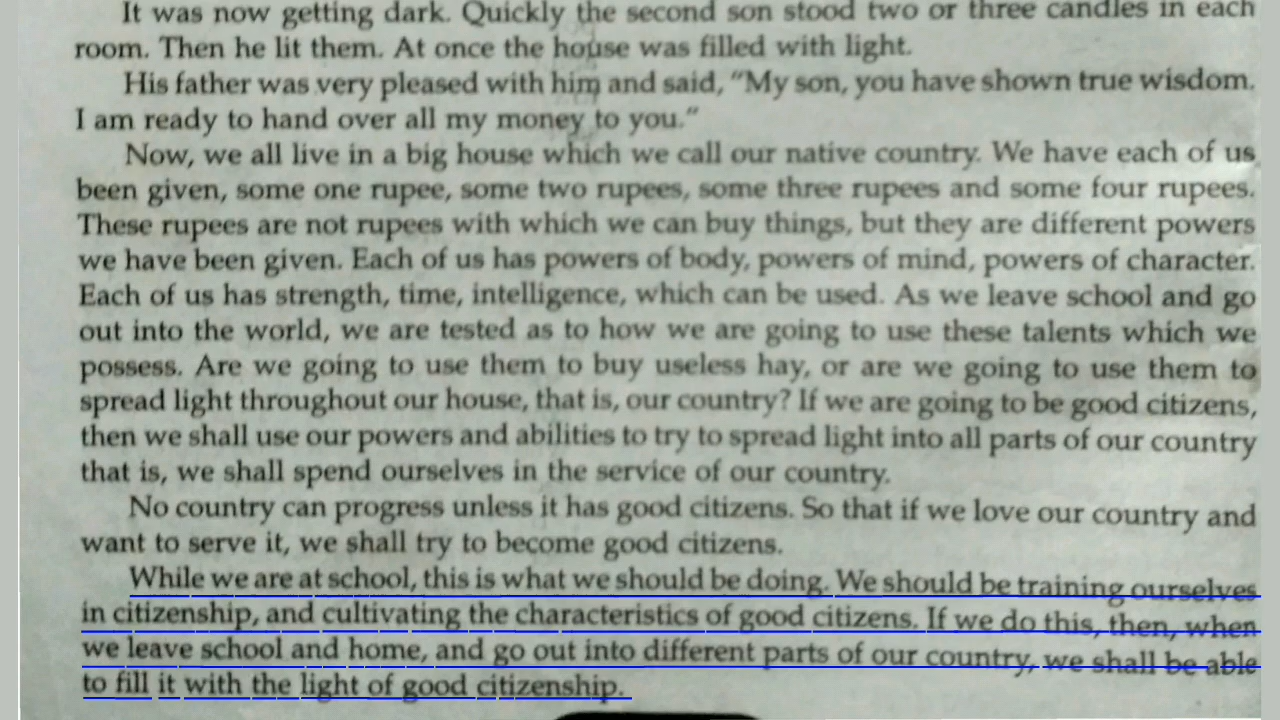 It was now getting dark. Quickly the second son stood two or three candles in each
room. Then he lit them. At once the house was filled with light.
His father was very pleased with him and said, "My son, you have shown true wisdom.
I am ready to hand over all my money to you."
Now, we all live in a big house which we call our native country. We have each of us
been given, some one rupee, some two rupees, some three rupees and some four rupees.
These rupees are not rupees with which we can buy things, but they are different powers
we have been given. Each of us has powers of body, powers of mind, powers of character.
Each of us has strength, time, intelligence, which can be used. As we leave school and go
out into the world, we are tested as to how we are going to use these talents which we
possess. Are we going to use them to buy useless hay, or are we going to use them to
spread light throughout our house, that is, our country? If we are going to be good citizens,
then we shall use our powers and abilities to try to spread light into all parts of our country
that is, we shall spend ourselves in the service of our country.
No country can progress unless it has good citizens. So that if we love our country and
want to serve it, we shall try to become good citizens.
While we are at school, this is what we should be doing. We should be training ourselves
in citizenship, and cultivating the characteristics of good citizens. If we do this, then, when
we leave school and home, and go out into different parts of our country, we shall be able
to fill it with the light of good citizenship.